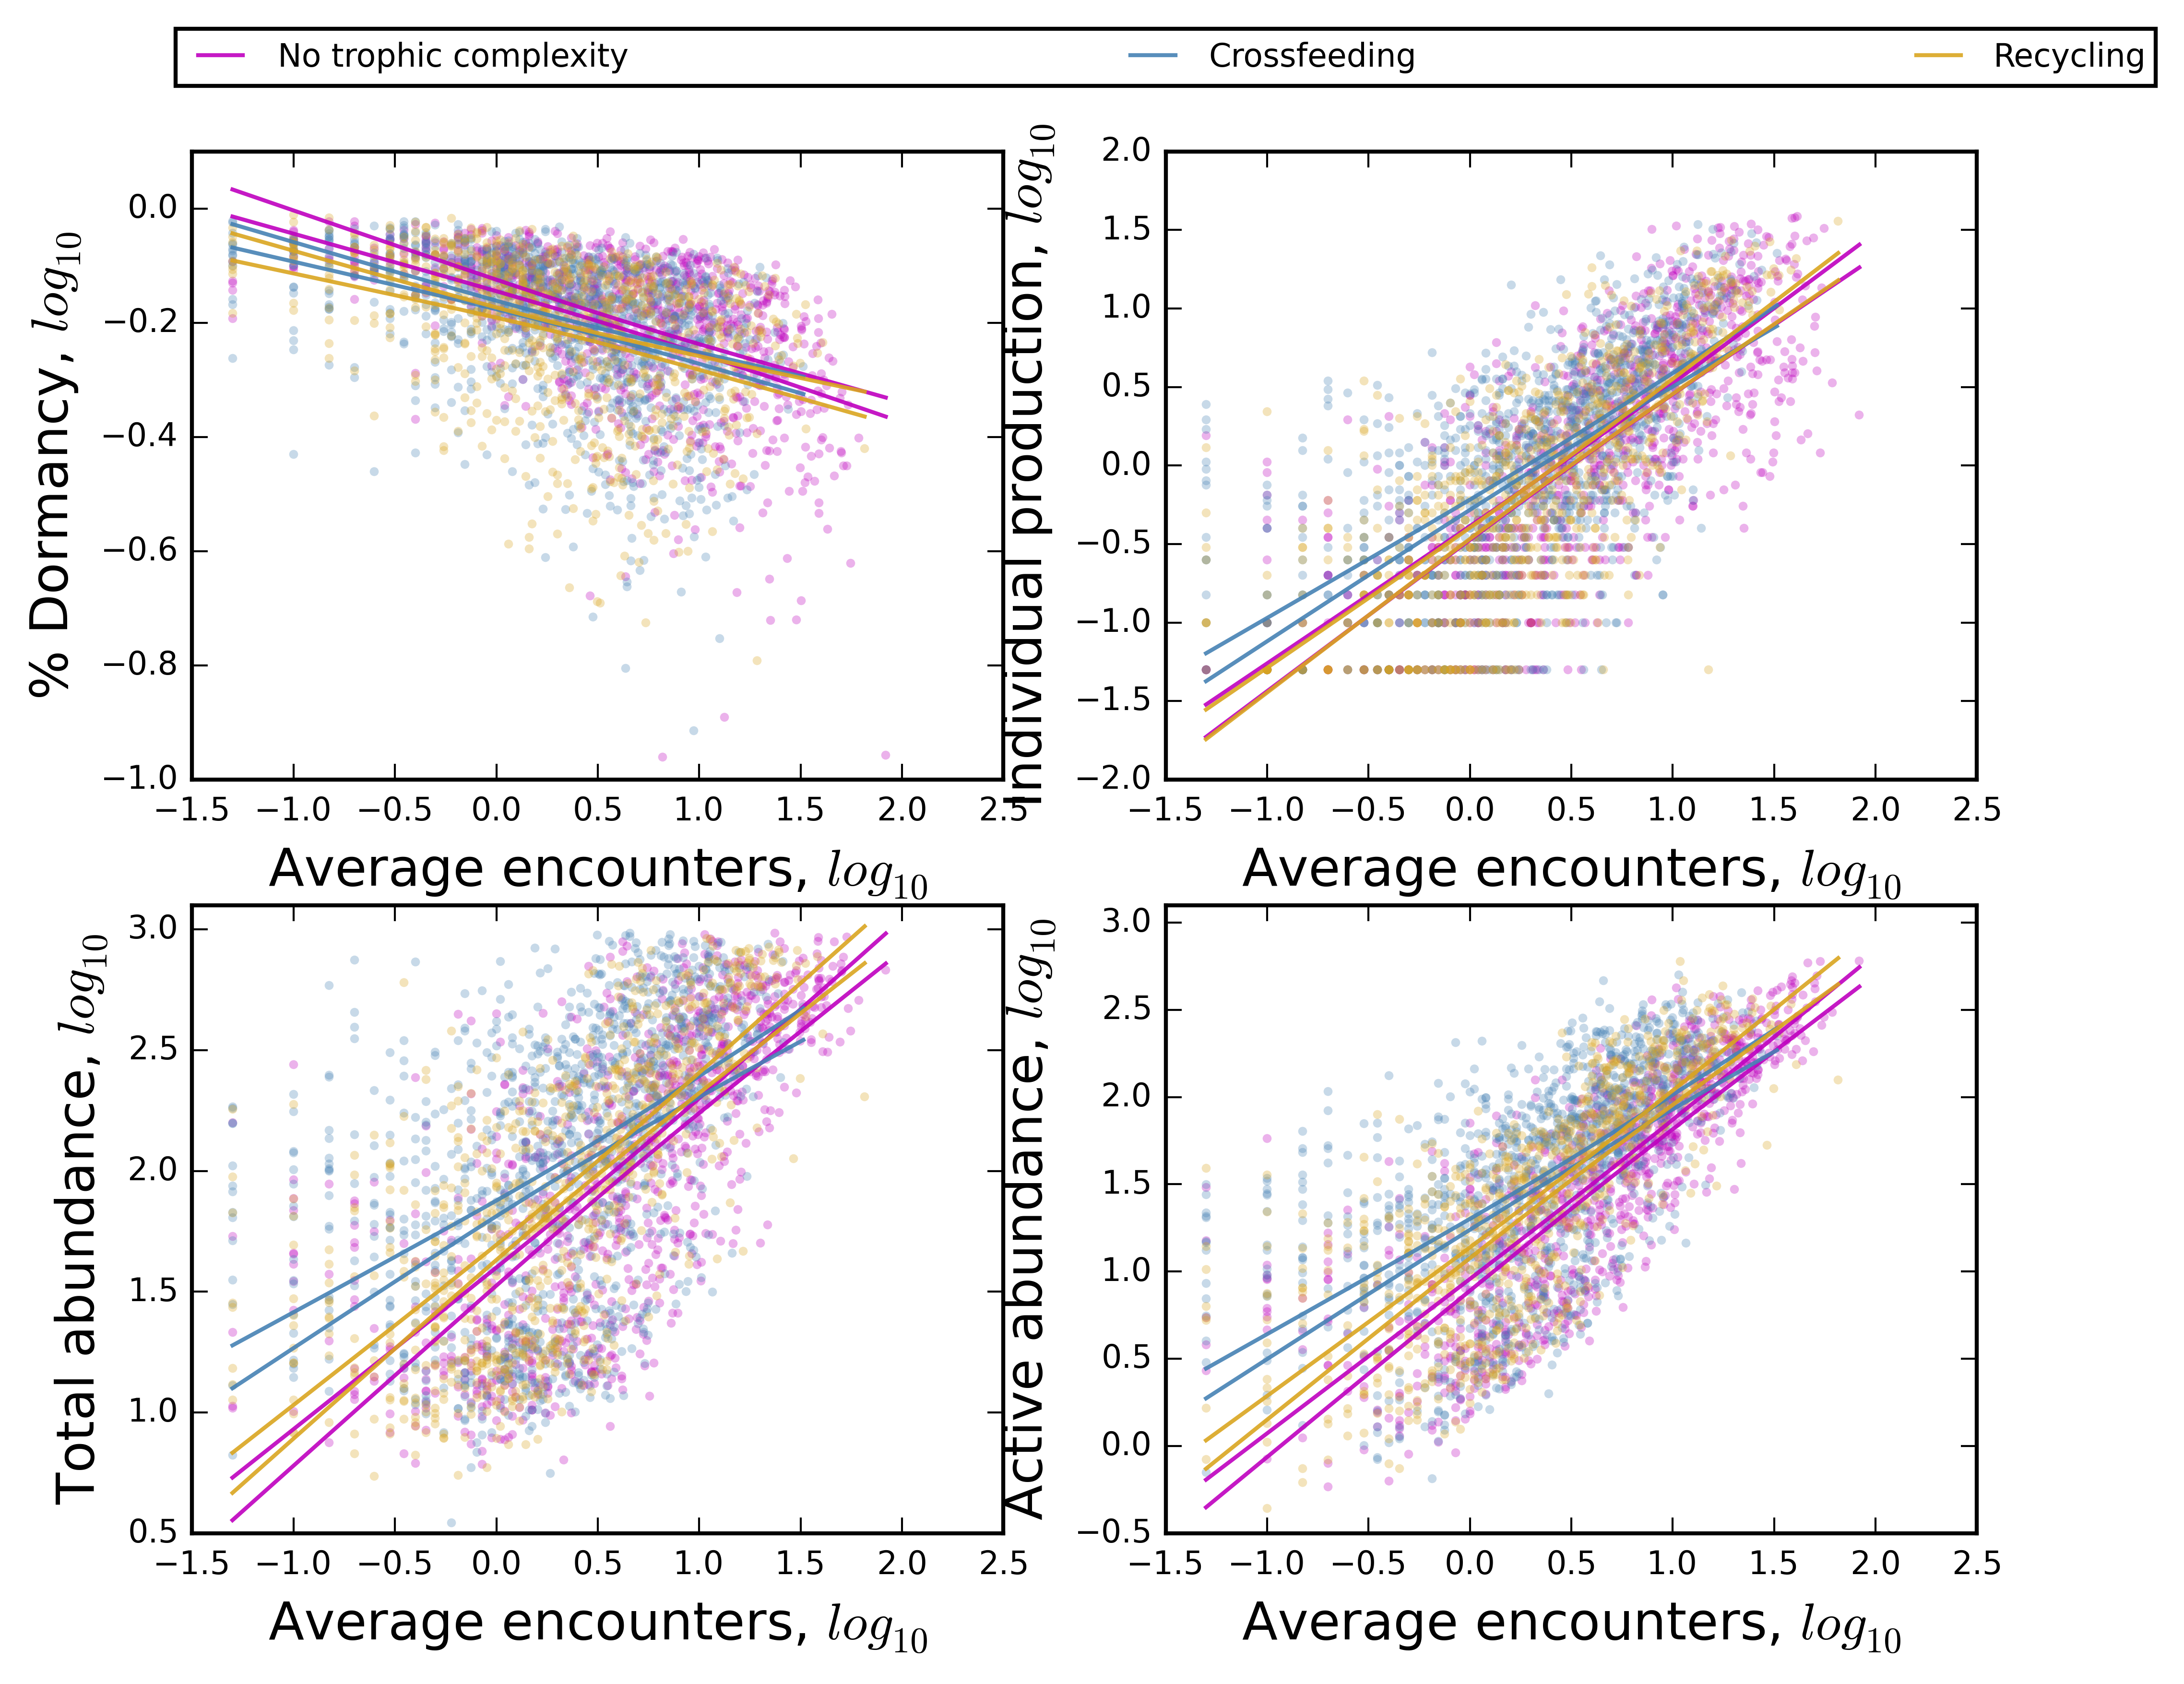 No trophic complexity Crossfeeding Recycling
% Dormancy, log10
0.0
−0.2
−0.4
−0.6
−0.8
−1.0
−1.5 −1.0 −0.5 0.0 0.5 1.0 1.5 2.0 2.5
Average encounters, log10
Individual production, log10
2.0
1.5
1.0
0.5
0.0
−0.5
−1.0
−1.5
−2.0
−1.5 −1.0 −0.5 0.0 0.5 1.0 1.5 2.0 2.5
Average encounters, log10
Total abundance, log10
3.0
2.5
2.0
1.5
1.0
0.5
−1.5 −1.0 −0.5 0.0 0.5 1.0 1.5 2.0 2.5
Average encounters, log10
Active abundance, log10
3.0
2.5
2.0
1.5
1.0
0.5
0.0
−0.5
−1.5 −1.0 −0.5 0.0 0.5 1.0 1.5 2.0 2.5
Average encounters, log10